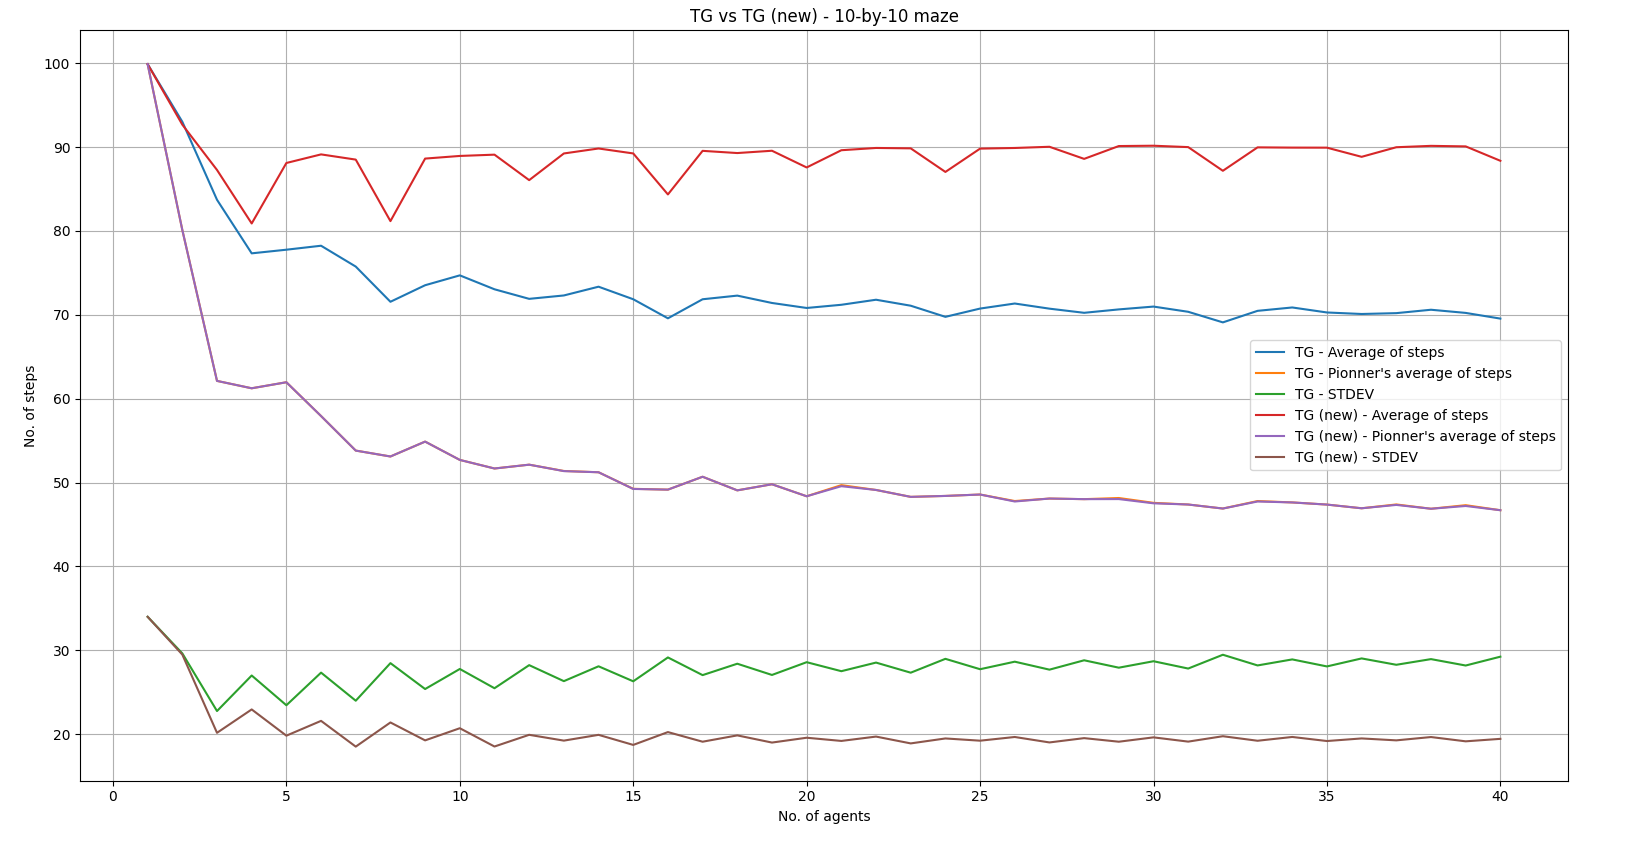 TG vs TG (new) - 10-by-10 maze
100
90
80
70
60
50
40
30
20
No. of steps
TG - Average of steps
TG - Pionner's average of steps
TG - STDEV
TG (new) - Average of steps
TG (new) - Pionner's average of steps
TG (new) - STDEV
0 5 10 15 20 25 30 35 40
No. of agents